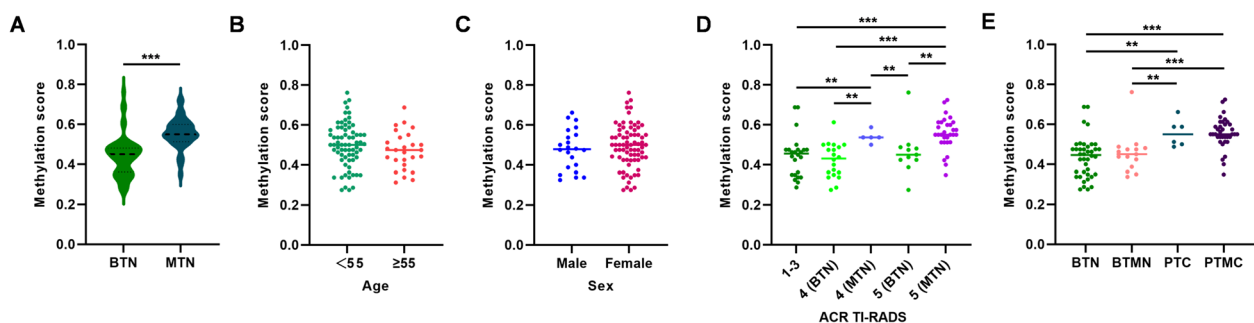 A
Methylation score
1.0
0.8
0.6
0.4
0.2
0.0
***
BTN
MTN
B
Methylation score
1.0
0.8
0.6
0.4
0.2
0.0
<55
≥55
Age
C
Methylation score
1.0
0.8
0.6
0.4
0.2
0.0
Male
Female
Sex
D
Methylation score
1.0
0.8
0.6
0.4
0.2
0.0
***
***
**
**
**
**
1-3
4 (BTN)
4 (MTN)
5 (BTN)
5 (MTN)
ACR TI-RADS
E
Methylation score
1.0
0.8
0.6
0.4
0.2
0.0
***
**
***
**
BTN
BTMN
PTC
PTMC